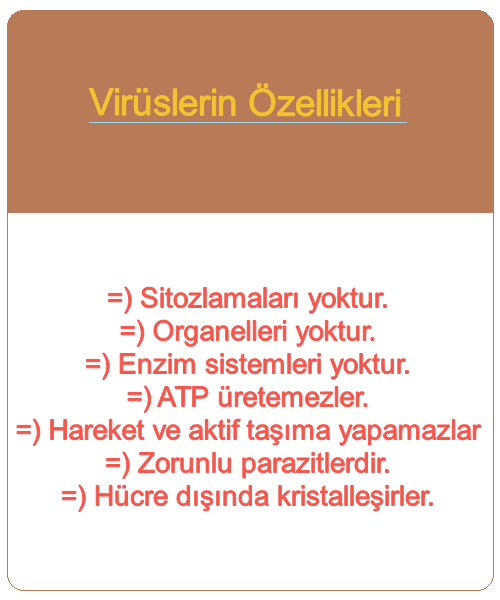 Virüslerin Özellikleri
=) Sitozlamaları yoktur.
=) Organelleri yoktur.
=) Enzim sistemleri yoktur.
=) ATP üretemezler.
=) Hareket ve aktif taşıma yapamazlar
=) Zorunlu parazitlerdir.
=) Hücre dışında kristalleşirler.